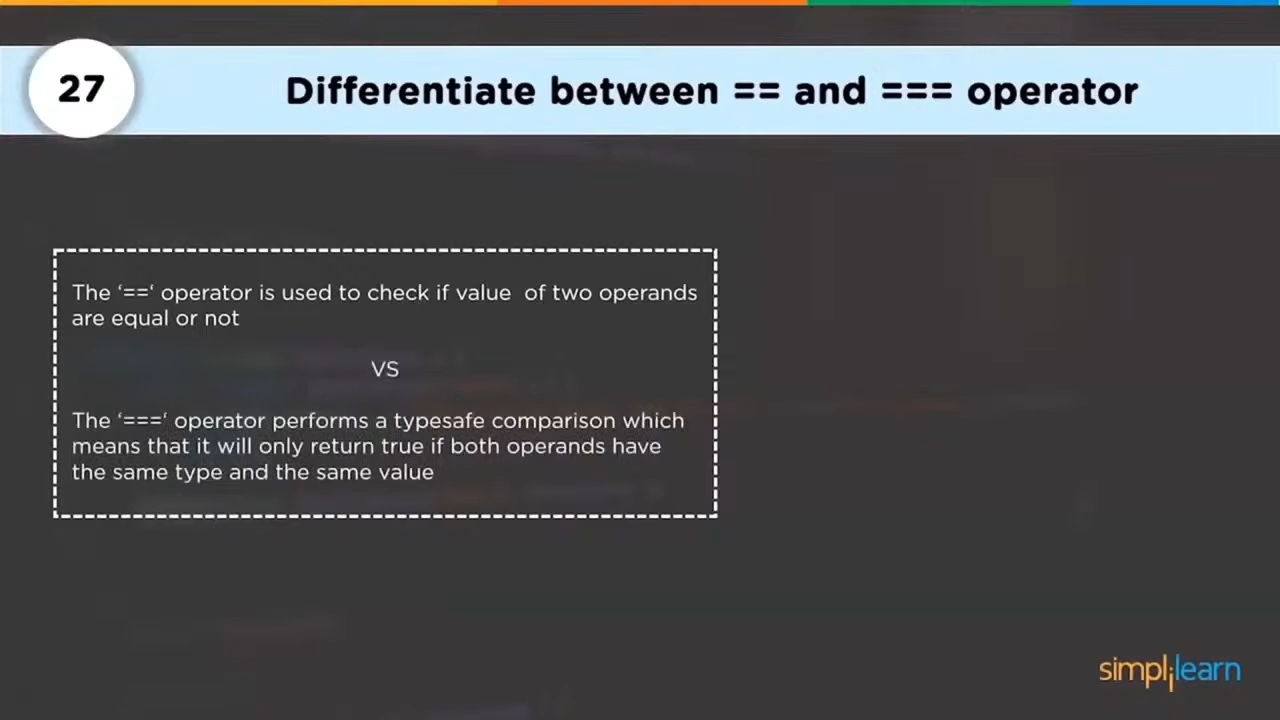 27
Differentiate between == and === operator
The ‘==‘ operator is used to check if value of two operands
are equal or not
VS
The ‘===‘ operator performs a typesafe comparison which
means that it will only return true if both operands have
the same type and the same value
simplilearn